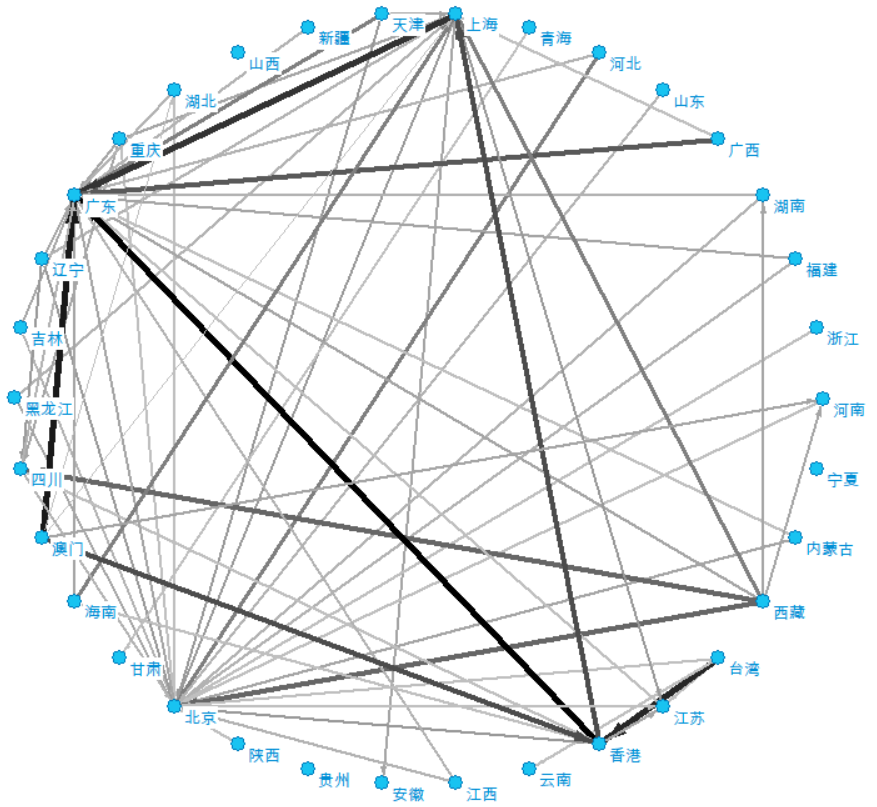 天津
上海
新疆
青海
山西
河北
湖北
山东
重庆
广西
广东
湖南
辽宁
福建
吉林
浙江
黑龙江
河南
四川
宁夏
澳门
内蒙古
海南
西藏
甘肃
台湾
北京
江苏
陕西
香港
贵州
云南
安徽
江西